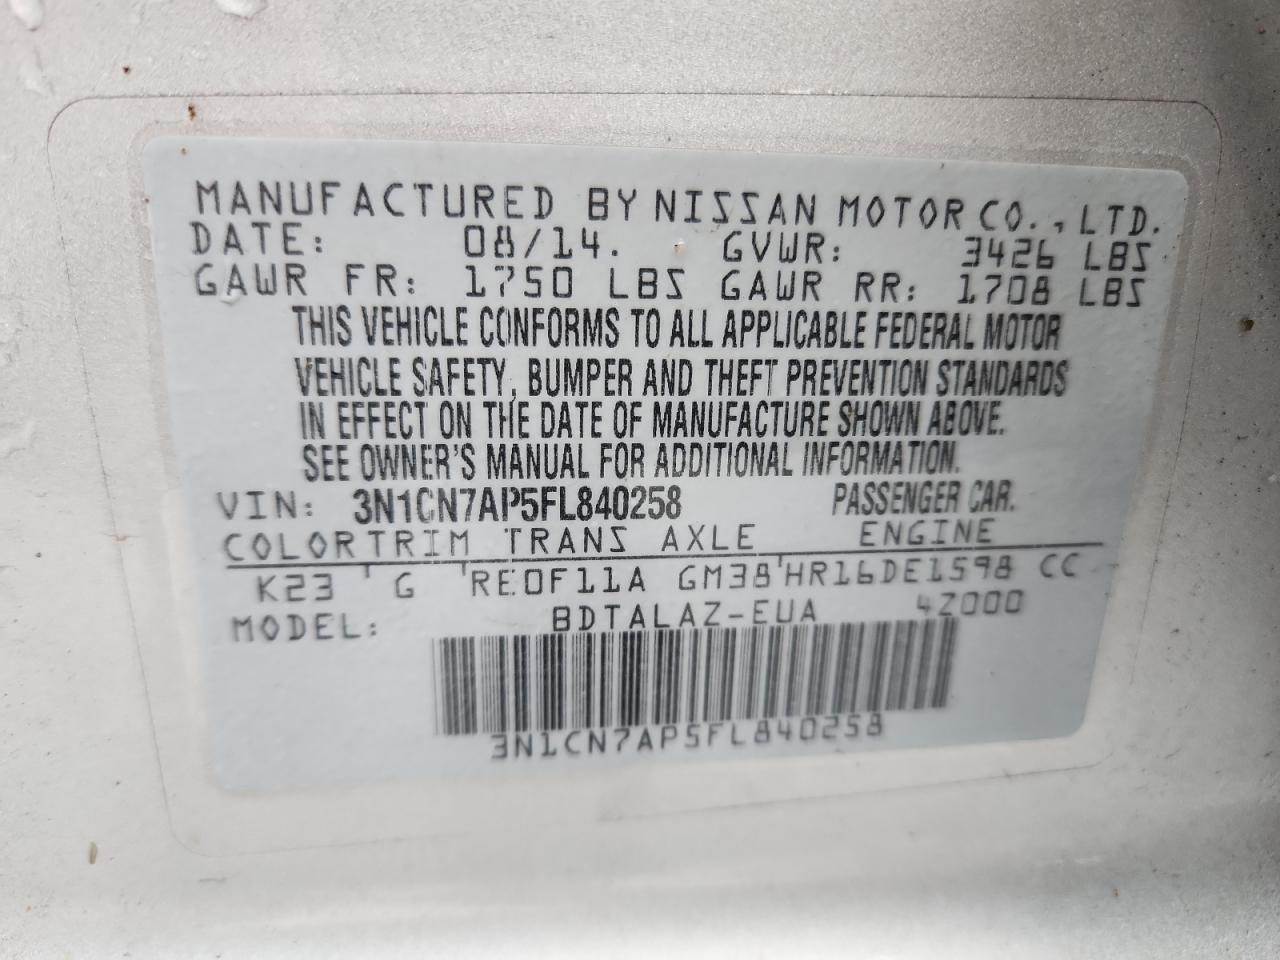 MANUFACTURED BY NISSAN MOTOR CO., LTD.
DATE: 08/14. GVWR: 3426 LBS
GAWR FR: 1750 LBS GAWR RR: 1708 LBS
THIS VEHICLE CONFORMS TO ALL APPLICABLE FEDERAL MOTOR
VEHICLE SAFETY, BUMPER AND THEFT PREVENTION STANDARDS
IN EFFECT ON THE DATE OF MANUFACTURE SHOWN ABOVE.
SEE OWNER'S MANUAL FOR ADDITIONAL INFORMATION.
VIN: 3N1CN7AP5FL840258 PASSENGER CAR.
COLOR TRIM TRANS AXLE ENGINE
K23 G RE0F11A GM38 HR16DE1598 CC
MODEL: BDTALAZ-EUA 4Z000
3N1CN7AP5FL840258